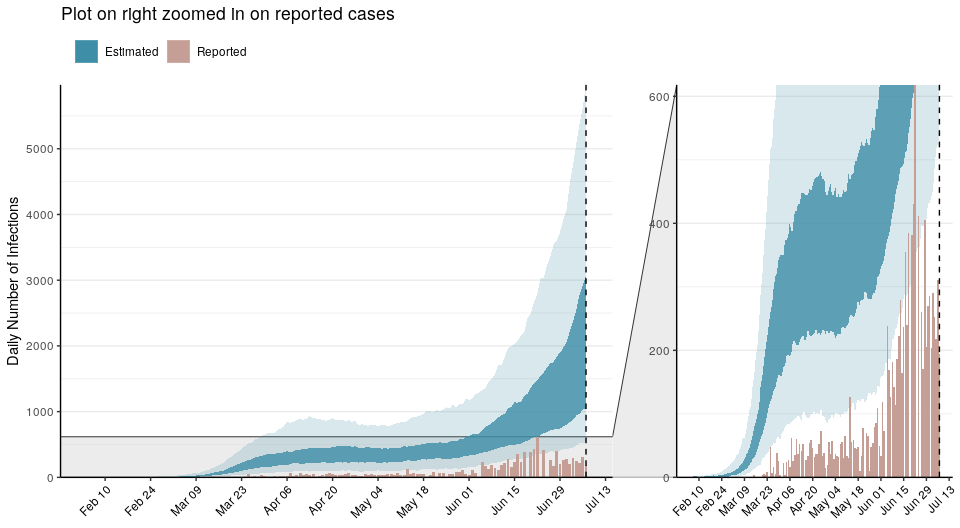 Plot on right zoomed in on reported cases
Estimated
Reported
Daily Number of Infections
5000
4000
3000
2000
1000
0
Feb 10
Feb 24
Mar 09
Mar 23
Apr 06
Apr 20
May 04
May 18
Jun 01
Jun 15
Jun 29
Jul 13
600
400
200
0
Feb 10
Feb 24
Mar 09
Mar 23
Apr 06
Apr 20
May 04
May 18
Jun 01
Jun 15
Jun 29
Jul 13